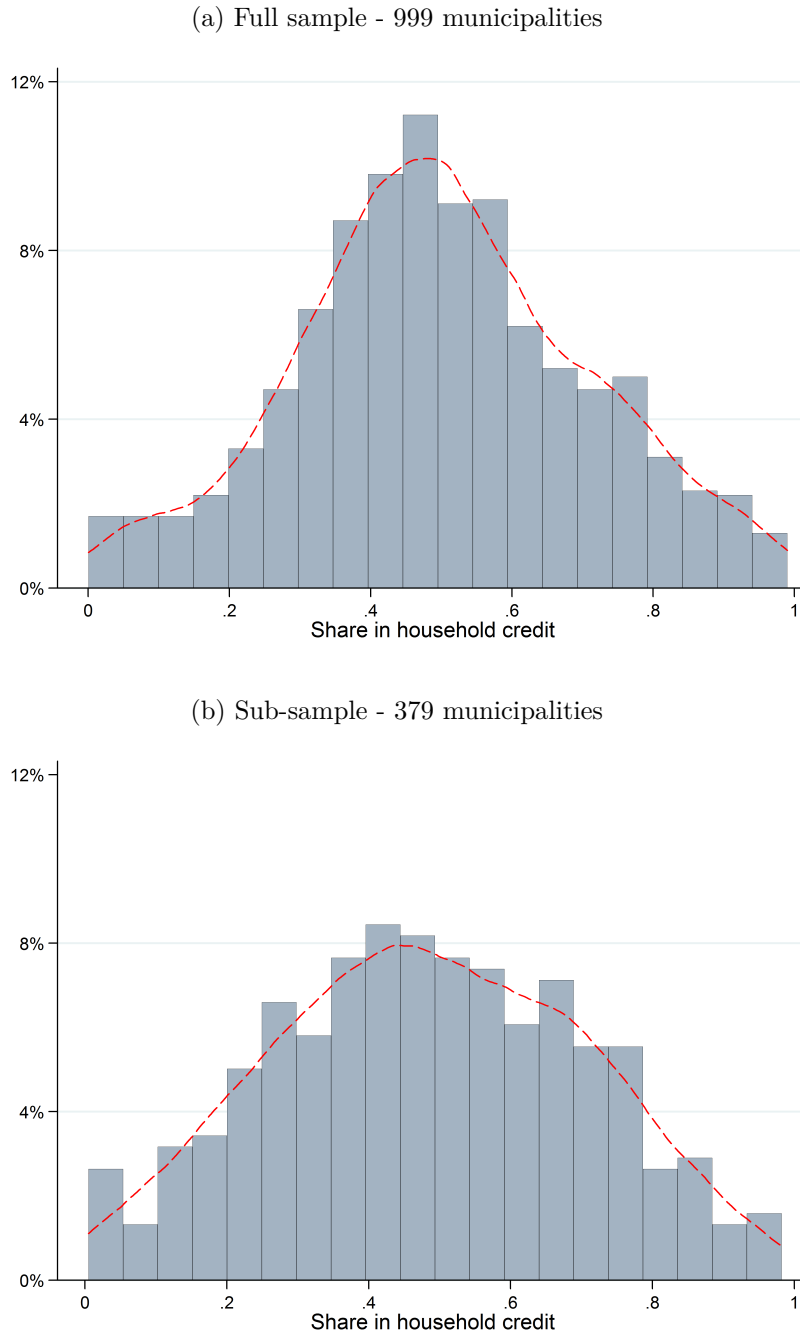 (a) Full sample - 999 municipalities
12%
8%
4%
0%
0 .2 .4 .6 .8 1
Share in household credit
(b) Sub-sample - 379 municipalities
12%
8%
4%
0%
0 .2 .4 .6 .8 1
Share in household credit